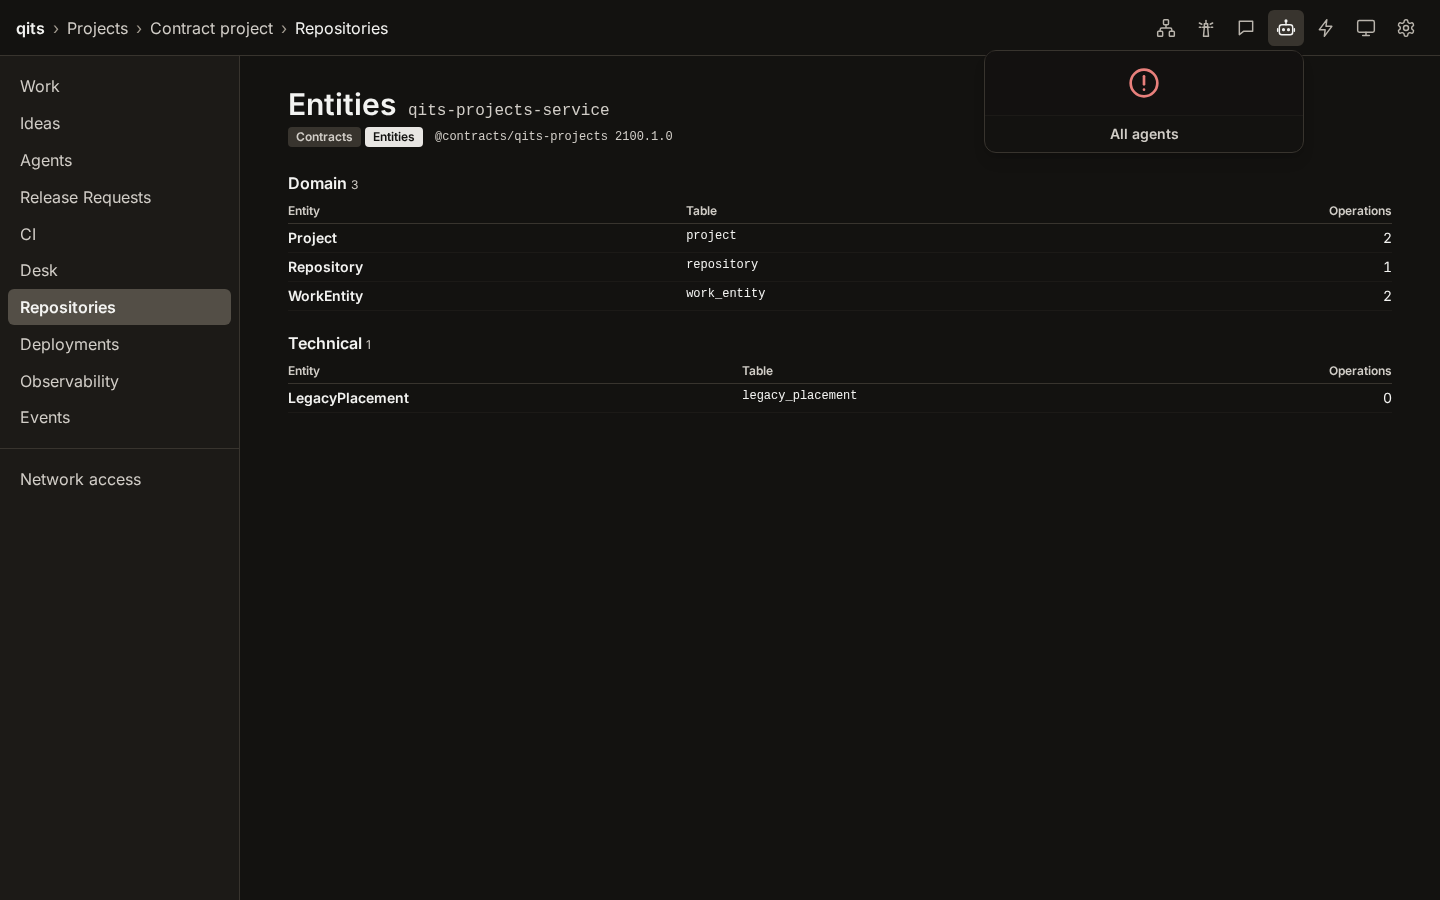 qits › Projects › Contract project › Repositories
Work
Ideas
Agents
Release Requests
CI
Desk
Repositories
Deployments
Observability
Events
Network access
All agents
Entities qits-projects-service
Contracts Entities @contracts/qits-projects 2100.1.0
Domain 3
Entity Table Operations
Project project 2
Repository repository 1
WorkEntity work_entity 2
Technical 1
Entity Table Operations
LegacyPlacement legacy_placement 0